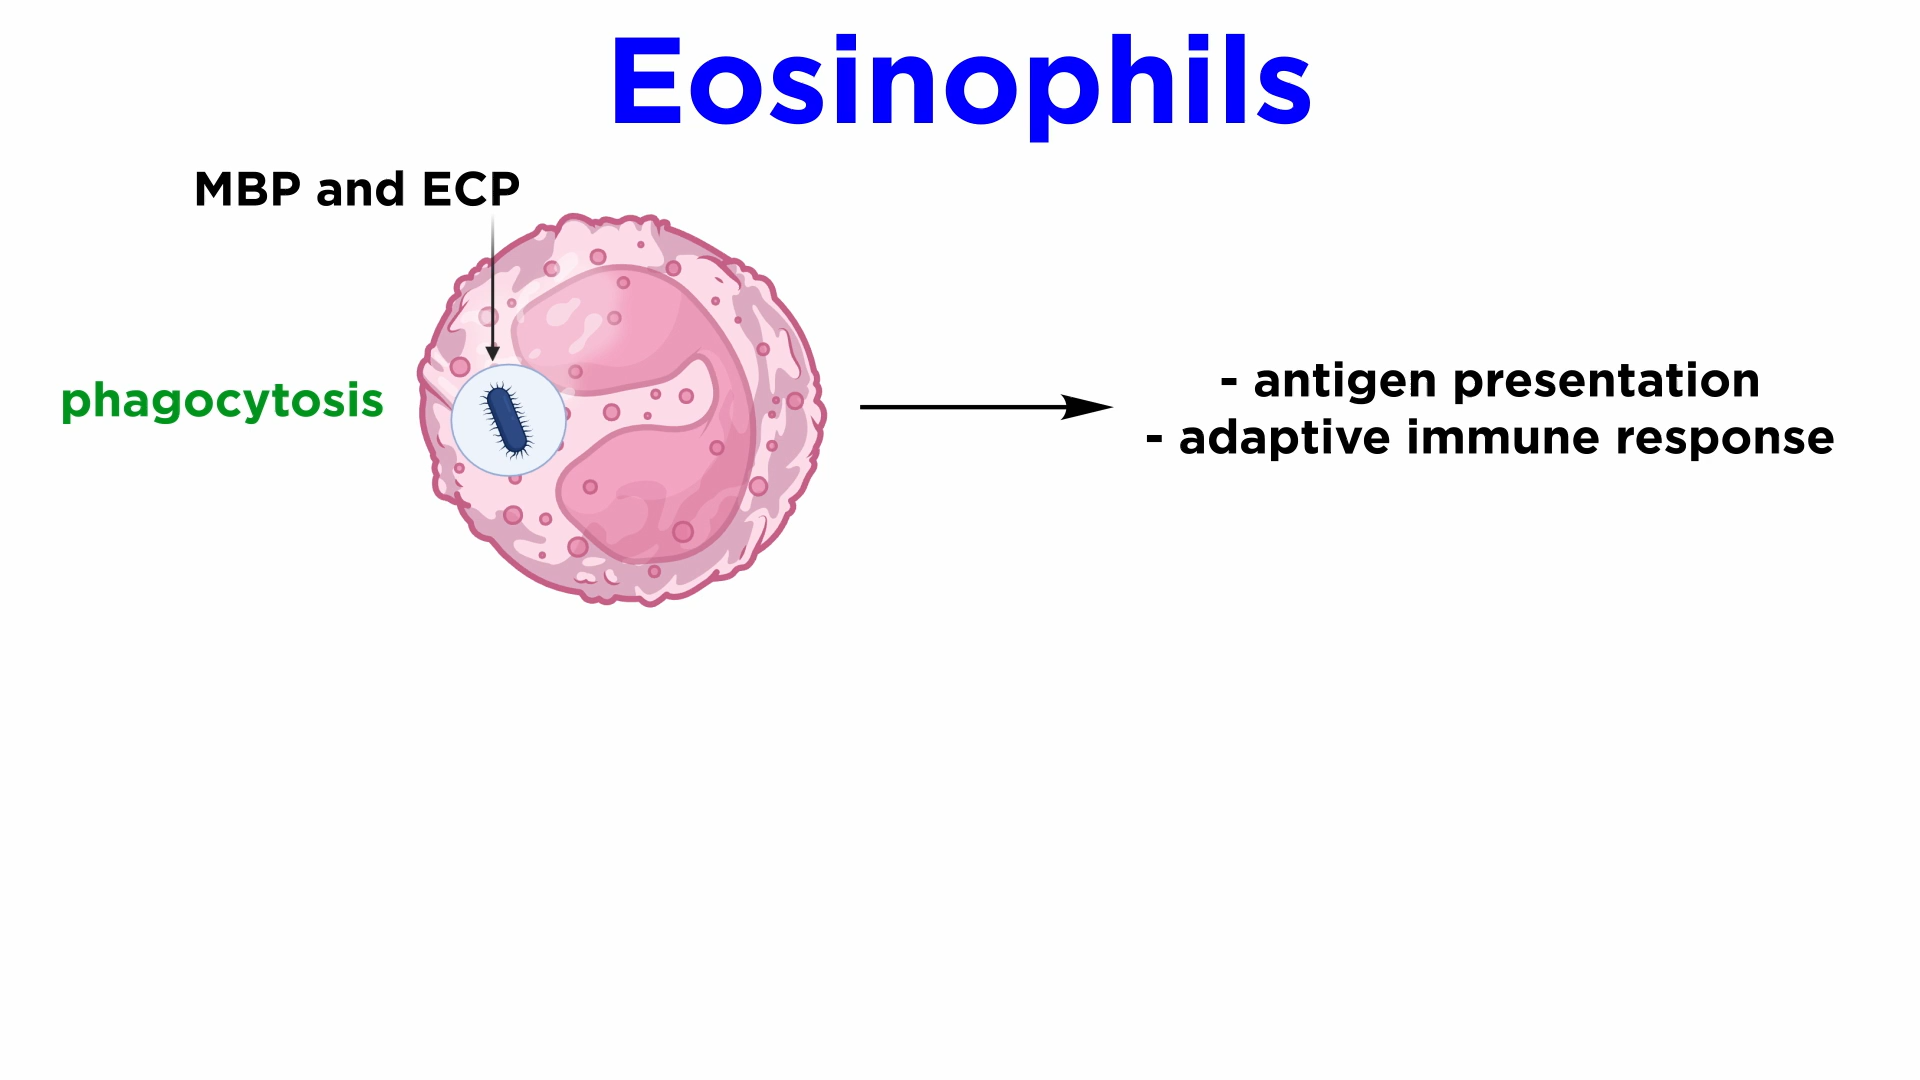 Eosinophils
MBP and ECP
phagocytosis
- antigen presentation
- adaptive immune response